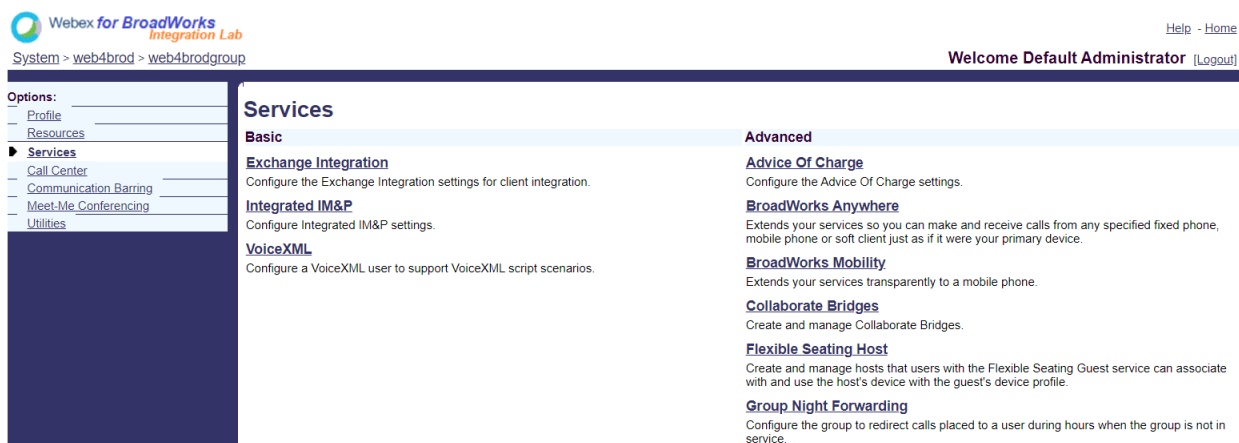 Webex for BroadWorks
Integration Lab
Help - Home
System > web4brod > web4brodgroup
Welcome Default Administrator [Logout]
Options:
Profile
Resources
Services
Call Center
Communication Barring
Meet-Me Conferencing
Utilities
Services
Basic
Exchange Integration
Configure the Exchange Integration settings for client integration.
Integrated IM&P
Configure Integrated IM&P settings.
VoiceXML
Configure a VoiceXML user to support VoiceXML script scenarios.
Advanced
Advice Of Charge
Configure the Advice Of Charge settings.
BroadWorks Anywhere
Extends your services so you can make and receive calls from any specified fixed phone,
mobile phone or soft client just as if it were your primary device.
BroadWorks Mobility
Extends your services transparently to a mobile phone.
Collaborate Bridges
Create and manage Collaborate Bridges.
Flexible Seating Host
Create and manage hosts that users with the Flexible Seating Guest service can associate
with and use the host's device with the guest's device profile.
Group Night Forwarding
Configure the group to redirect calls placed to a user during hours when the group is not in
service.